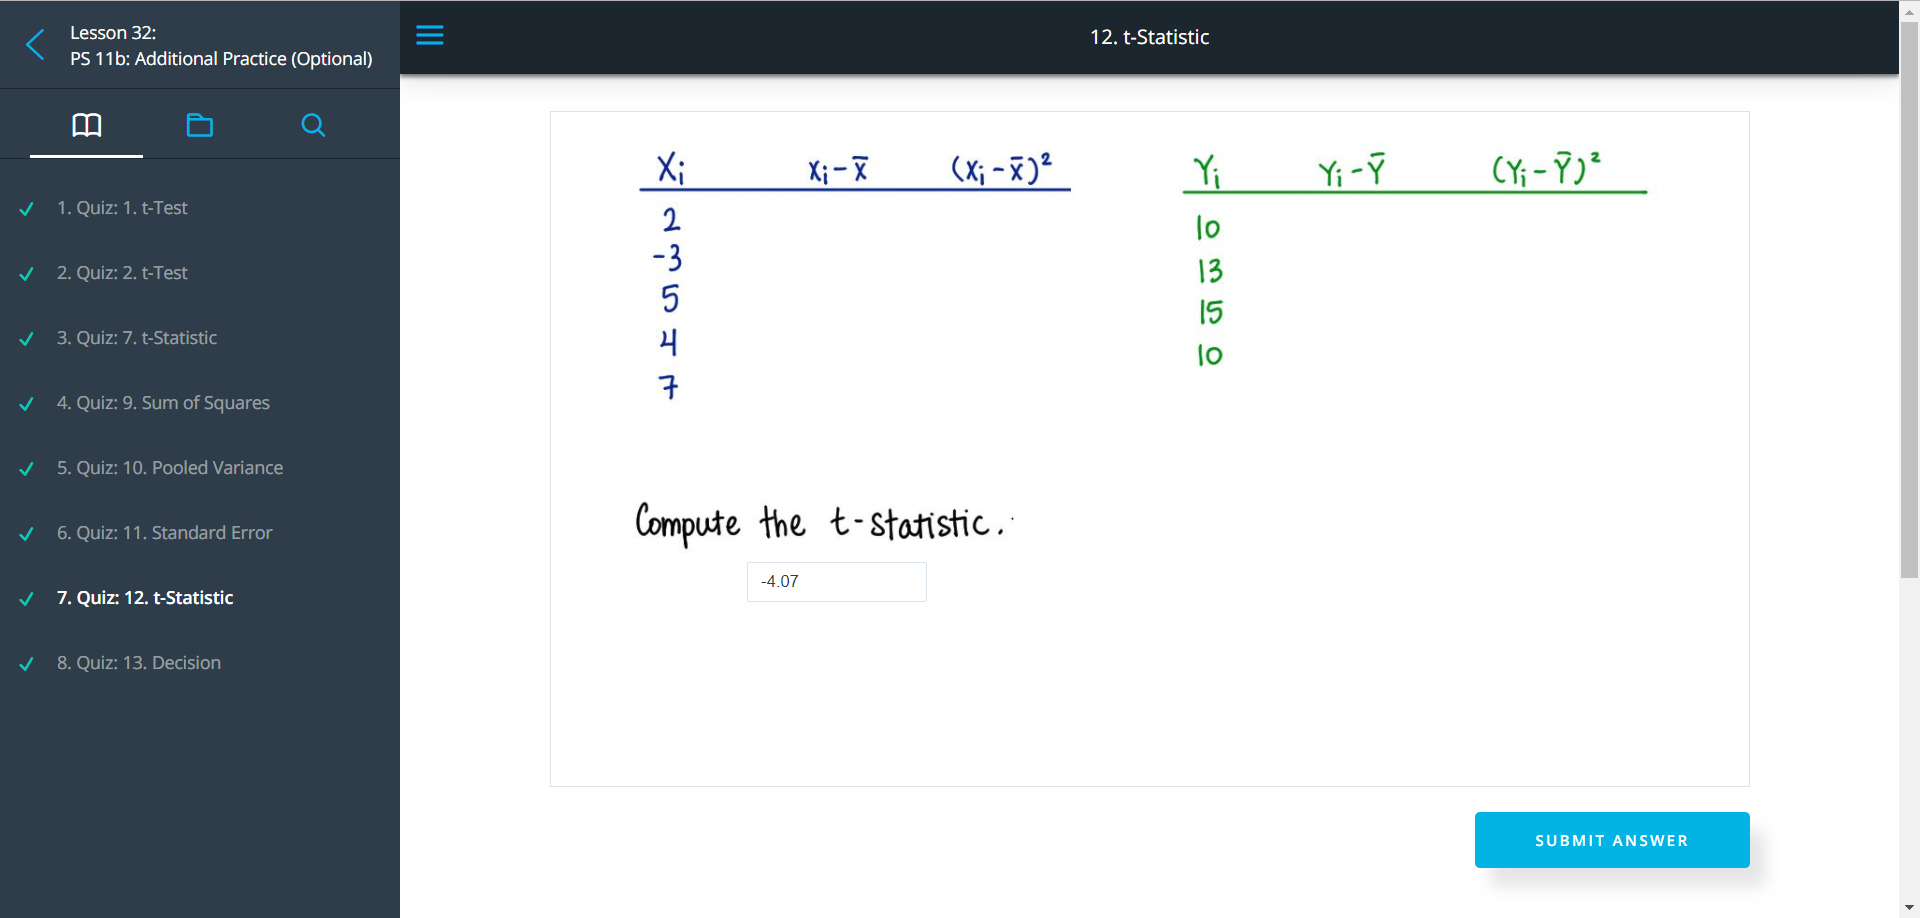 Lesson 32:
PS 11b: Additional Practice (Optional)
12. t-Statistic
1. Quiz: 1. t-Test
2. Quiz: 2. t-Test
3. Quiz: 7. t-Statistic
4. Quiz: 9. Sum of Squares
5. Quiz: 10. Pooled Variance
6. Quiz: 11. Standard Error
7. Quiz: 12. t-Statistic
8. Quiz: 13. Decision
Xᵢ Xᵢ - X̄ (Xᵢ - X̄)²
2
-3
5
4
7
Yᵢ Yᵢ - Ȳ (Yᵢ - Ȳ)²
10
13
15
10
Compute the t-statistic.
-4.07
SUBMIT ANSWER